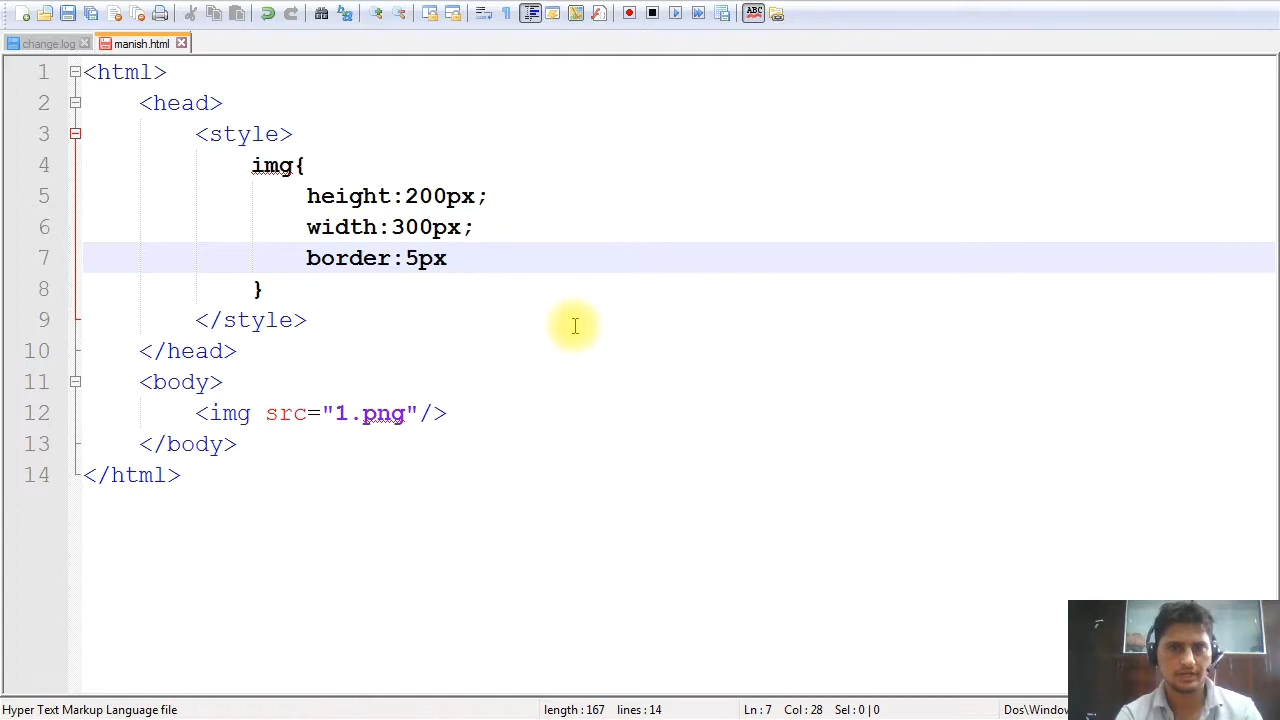 change.log manish.html
1 <html>
2 <head>
3 <style>
4 img{
5 height:200px;
6 width:300px;
7 border:5px
8 }
9 </style>
10 </head>
11 <body>
12 <img src="1.png"/>
13 </body>
14 </html>
Hyper Text Markup Language file length : 167 lines : 14 Ln : 7 Col : 28 Sel : 0 | 0 Dos\Windo